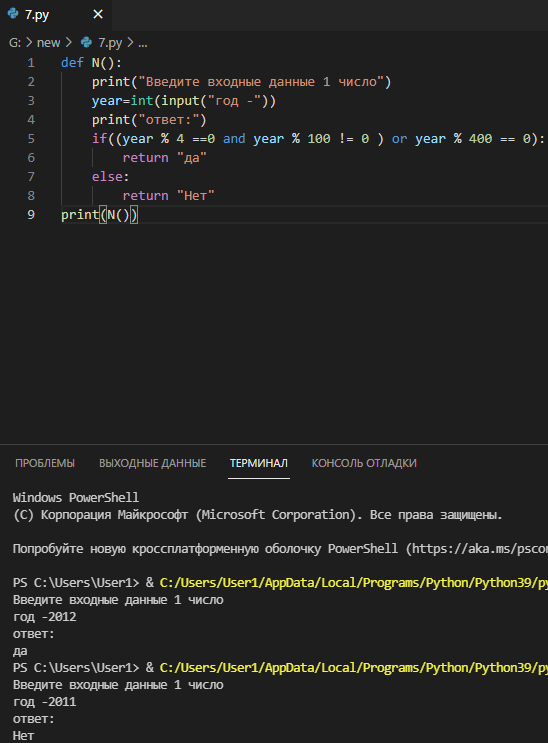 7.py
G: > new > 7.py > ...
1 def N():
2 print("Введите входные данные 1 число")
3 year=int(input("год -"))
4 print("ответ:")
5 if((year % 4 ==0 and year % 100 != 0 ) or year % 400 == 0):
6 return "да"
7 else:
8 return "Нет"
9 print(N())
ПРОБЛЕМЫ ВЫХОДНЫЕ ДАННЫЕ ТЕРМИНАЛ КОНСОЛЬ ОТЛАДКИ
Windows PowerShell
(C) Корпорация Майкрософт (Microsoft Corporation). Все права защищены.
Попробуйте новую кроссплатформенную оболочку PowerShell (https://aka.ms/pscor
PS C:\Users\User1> & C:/Users/User1/AppData/Local/Programs/Python/Python39/py
Введите входные данные 1 число
год -2012
ответ:
да
PS C:\Users\User1> & C:/Users/User1/AppData/Local/Programs/Python/Python39/py
Введите входные данные 1 число
год -2011
ответ:
Нет